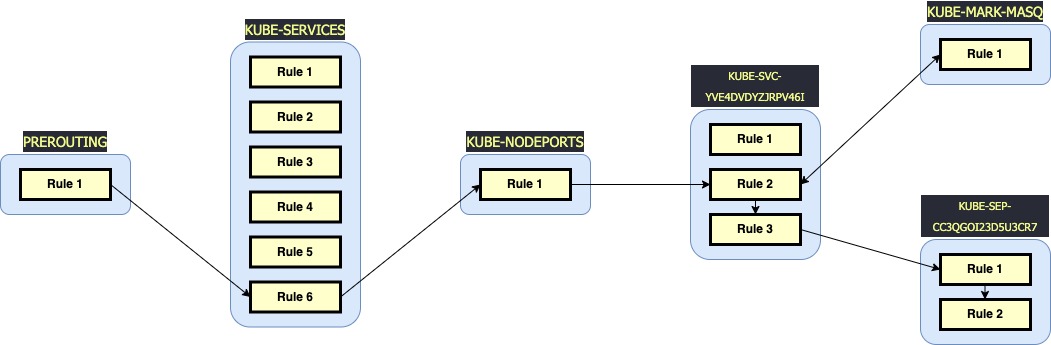 PREROUTING
Rule 1
KUBE-SERVICES
Rule 1
Rule 2
Rule 3
Rule 4
Rule 5
Rule 6
KUBE-NODEPORTS
Rule 1
KUBE-SVC-
YVE4DVDYZJRPV46I
Rule 1
Rule 2
Rule 3
KUBE-MARK-MASQ
Rule 1
KUBE-SEP-
CC3QGOI23D5U3CR7
Rule 1
Rule 2